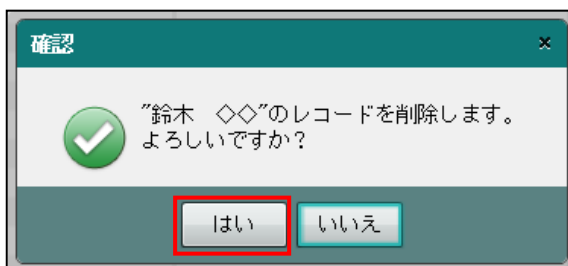 確認
×
"鈴木　◇◇"のレコードを削除します。
よろしいですか？
はい
いいえ